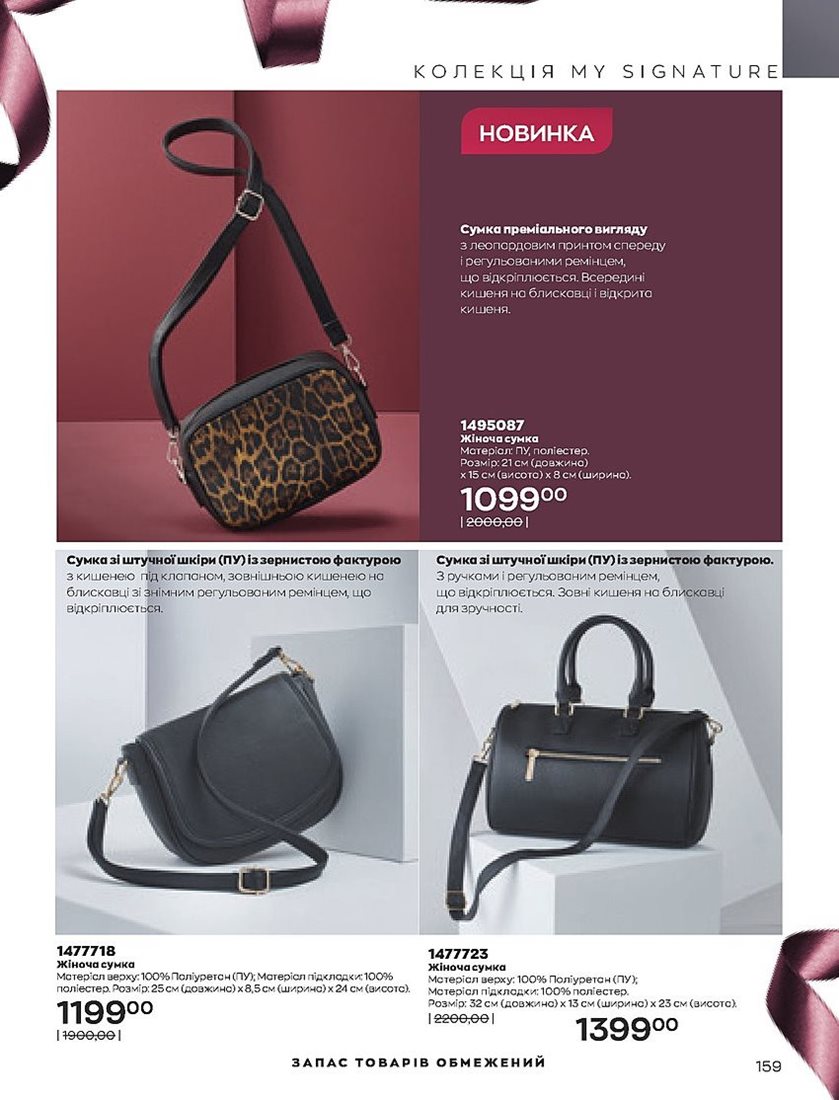 КОЛЕКЦІЯ MY SIGNATURE
НОВИНКА
Сумка преміального вигляду
з леопардовим принтом спереду
і регульованими ремінцем,
що відкріплюється. Всередині
кишеня на блискавці і відкрита
кишеня.
1495087
Жіноча сумка
Матеріал: ПУ, поліестер.
Розмір: 21 см (довжина)
х 15 см (висота) х 8 см (ширина).
109900
| 2000,00 |
Сумка зі штучної шкіри (ПУ) із зернистою фактурою
з кишенею під клапаном, зовнішньою кишенею на
блискавці зі знімним регульованим ремінцем, що
відкріплюється.
Сумка зі штучної шкіри (ПУ) із зернистою фактурою.
З ручками і регульованим ремінцем,
що відкріплюється. Зовні кишеня на блискавці
для зручності.
1477718
Жіноча сумка
Матеріал верху: 100% Поліуретан (ПУ); Матеріал підкладки: 100%
поліестер. Розмір: 25 см (довжина) х 8,5 см (ширина) х 24 см (висота).
119900
| 1900,00 |
1477723
Жіноча сумка
Матеріал верху: 100% Поліуретан (ПУ);
Матеріал підкладки: 100% поліестер.
Розмір: 32 см (довжина) х 13 см (ширина) х 23 см (висота).
| 2200,00 |
139900
ЗАПАС ТОВАРІВ ОБМЕЖЕНИЙ
159